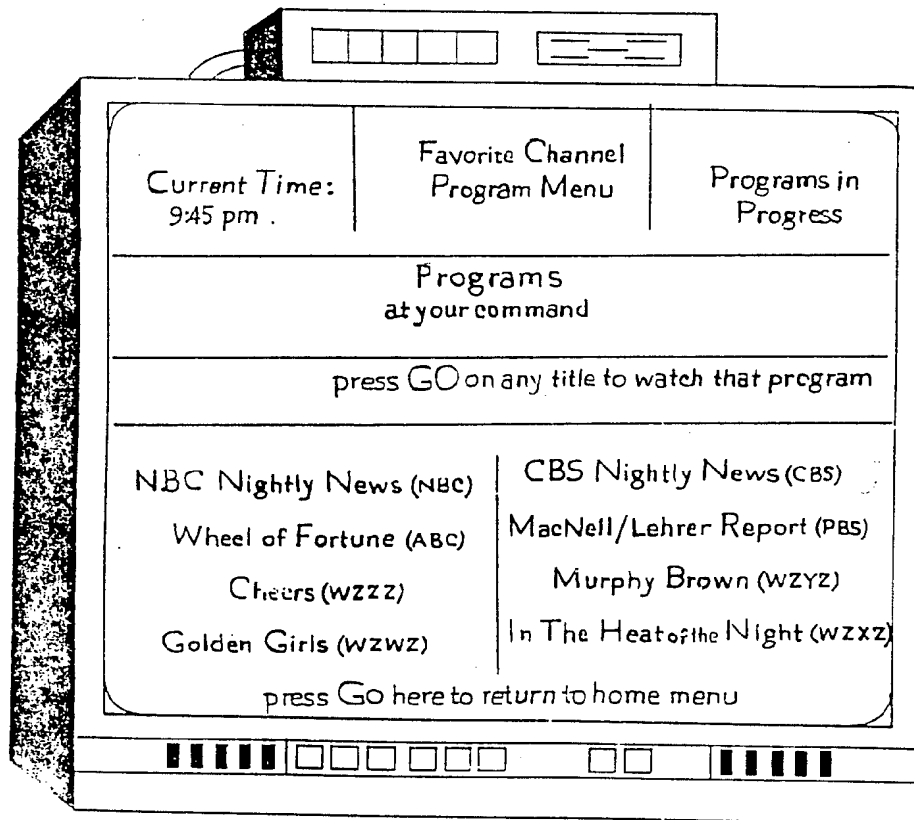 Current Time:
9:45 pm .
Favorite Channel
Program Menu
Programs in
Progress
Programs
at your command
press GO on any title to watch that program
NBC Nightly News (NBC)
Wheel of Fortune (ABC)
Cheers (WZZZ)
Golden Girls (WZWZ)
CBS Nightly News (CBS)
MacNell/Lehrer Report (PBS)
Murphy Brown (WZYZ)
In The Heat of the Night (WZXZ)
press Go here to return to home menu